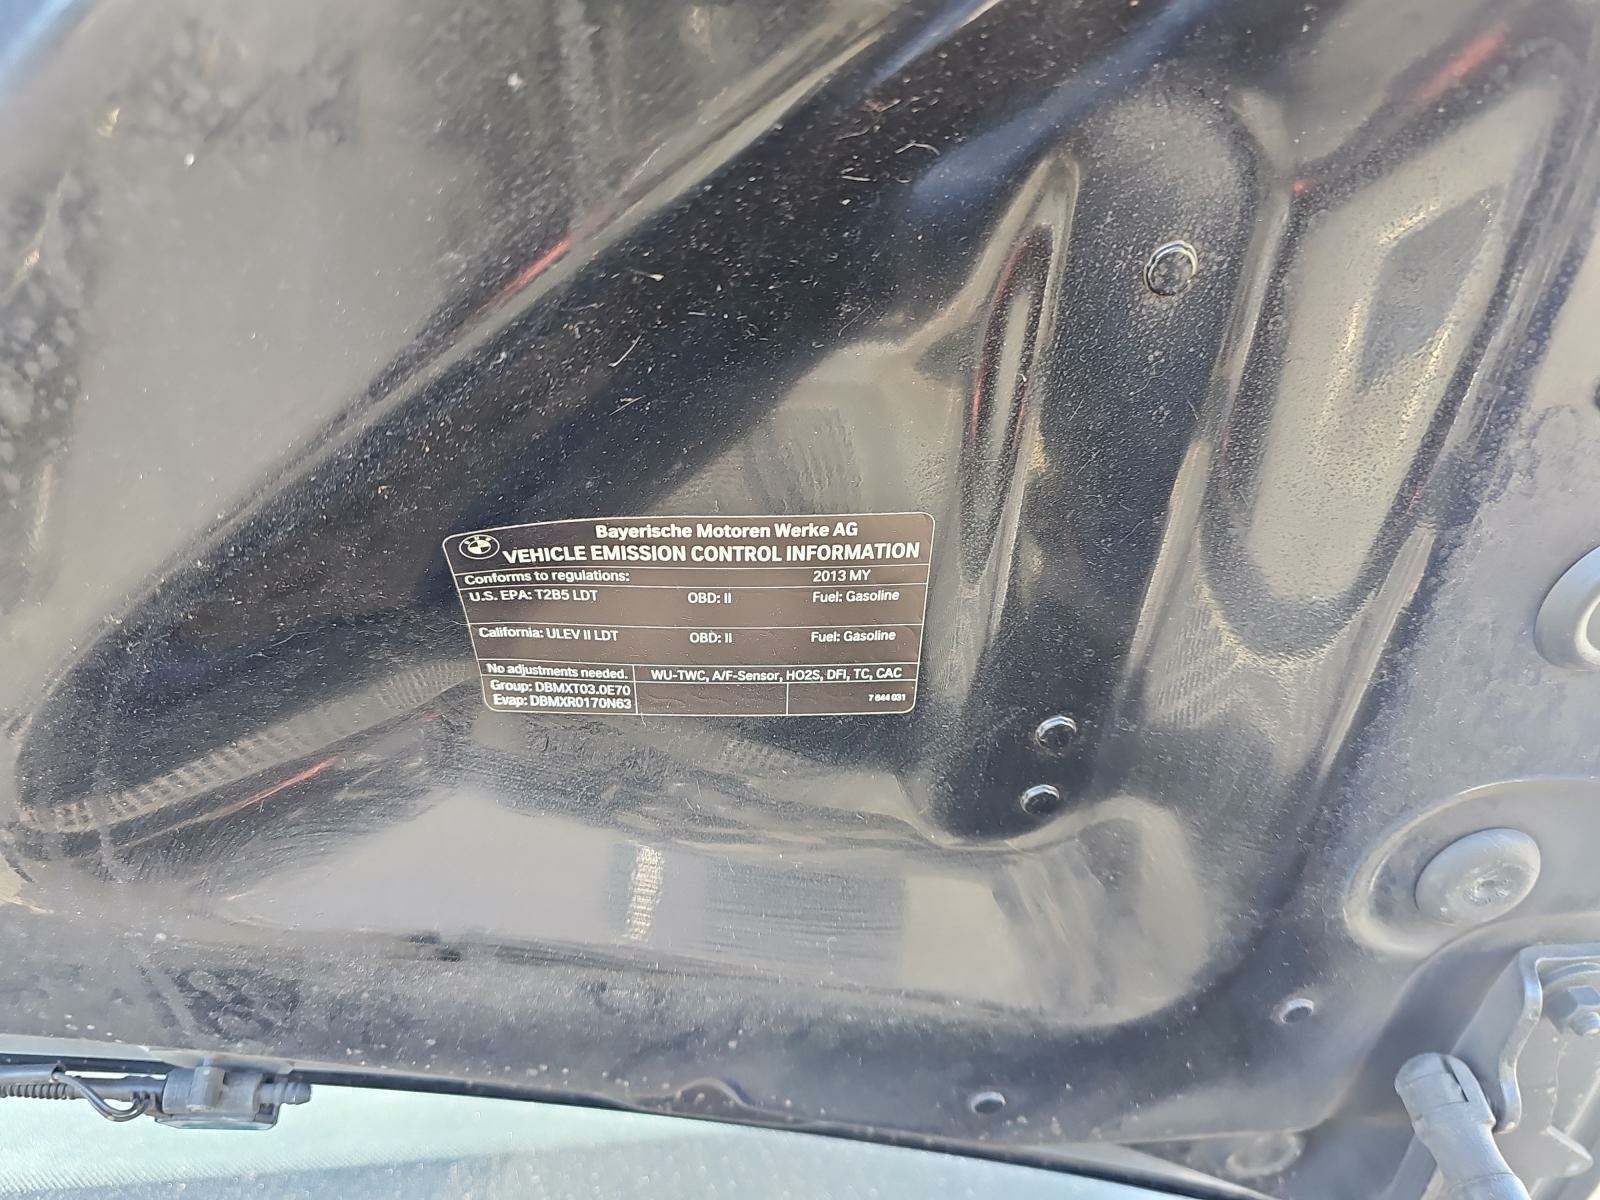 Bayerische Motoren Werke AG
VEHICLE EMISSION CONTROL INFORMATION
Conforms to regulations: 2013 MY
U.S. EPA: T2B5 LDT OBD: II Fuel: Gasoline
California: ULEV II LDT OBD: II Fuel: Gasoline
No adjustments needed. WU-TWC, A/F-Sensor, HO2S, DFI, TC, CAC
Group: DBMXT03.0E70
Evap: DBMXR0170N63 7 844 031